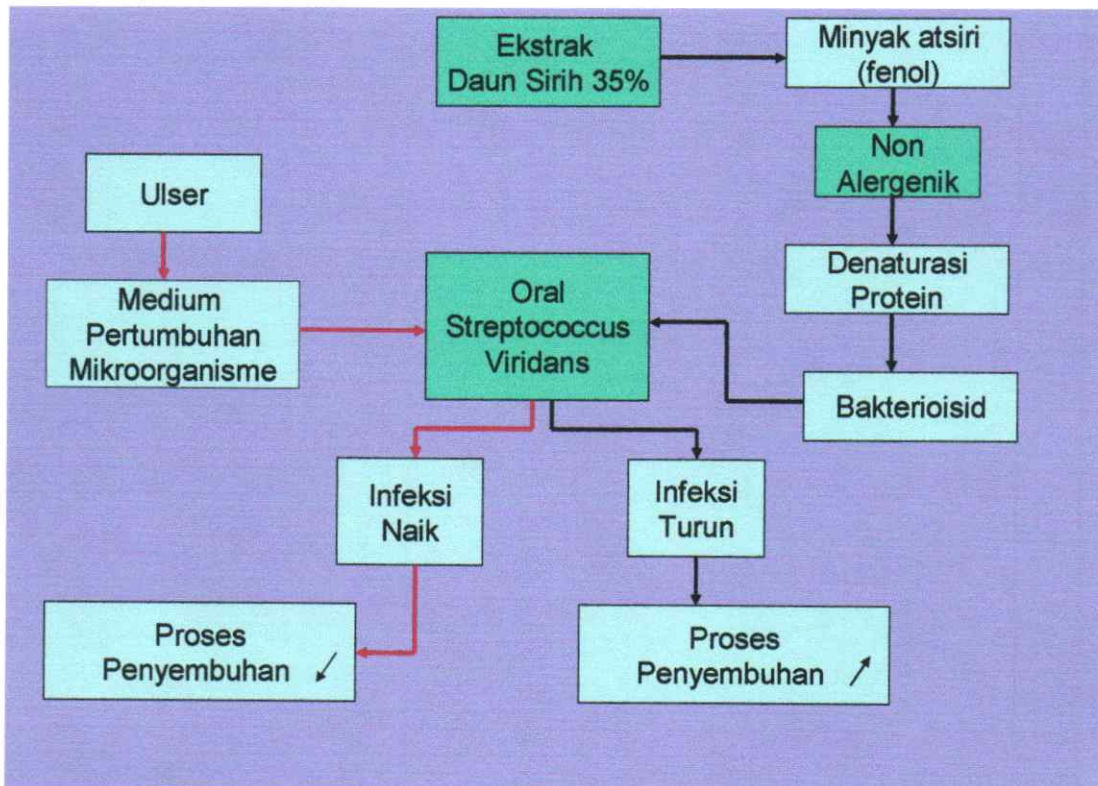 Ekstrak
Daun Sirih 35%
Minyak atsiri
(fenol)
Non
Alergenik
Ulser
Denaturasi
Protein
Medium
Pertumbuhan
Mikroorganisme
Oral
Streptococcus
Viridans
Bakterioisid
Infeksi
Naik
Infeksi
Turun
Proses
Penyembuhan
Proses
Penyembuhan